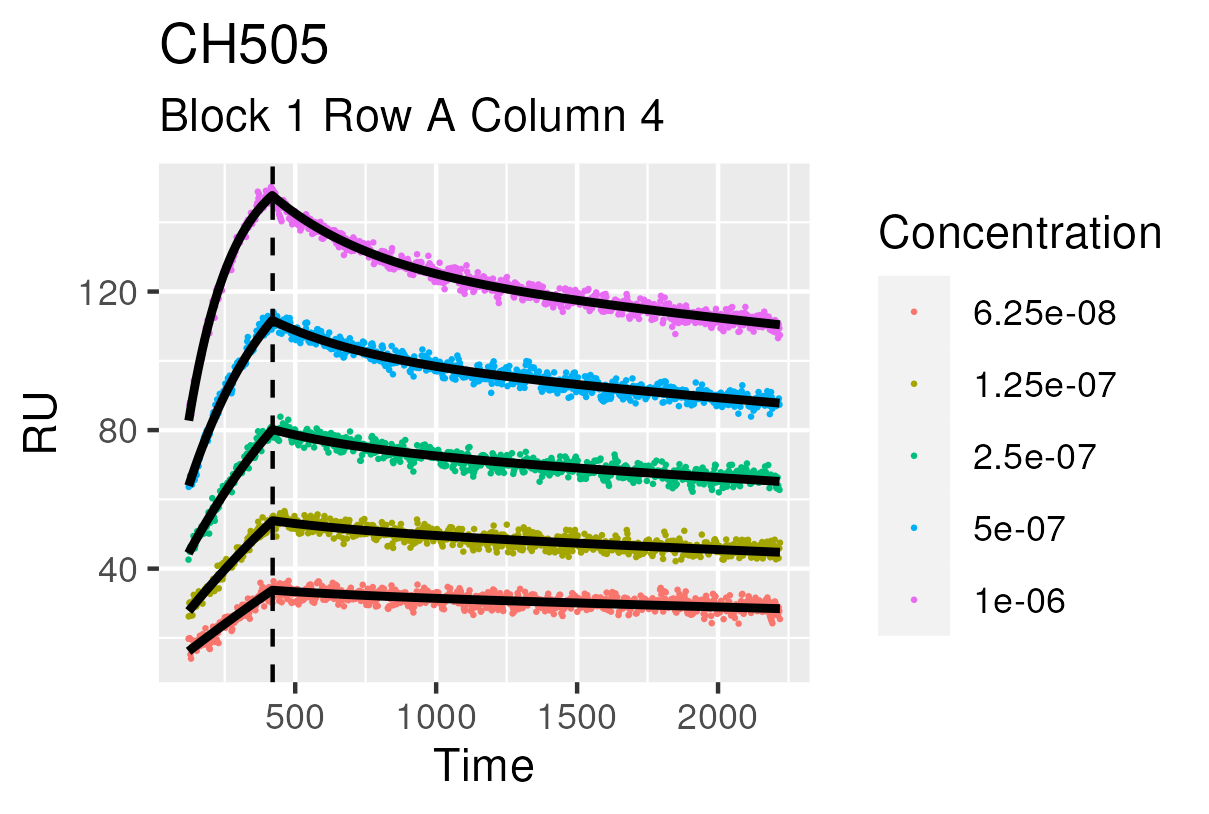 CH505
Block 1 Row A Column 4
RU
120
80
40
500 1000 1500 2000
Time
Concentration
6.25e-08
1.25e-07
2.5e-07
5e-07
1e-06